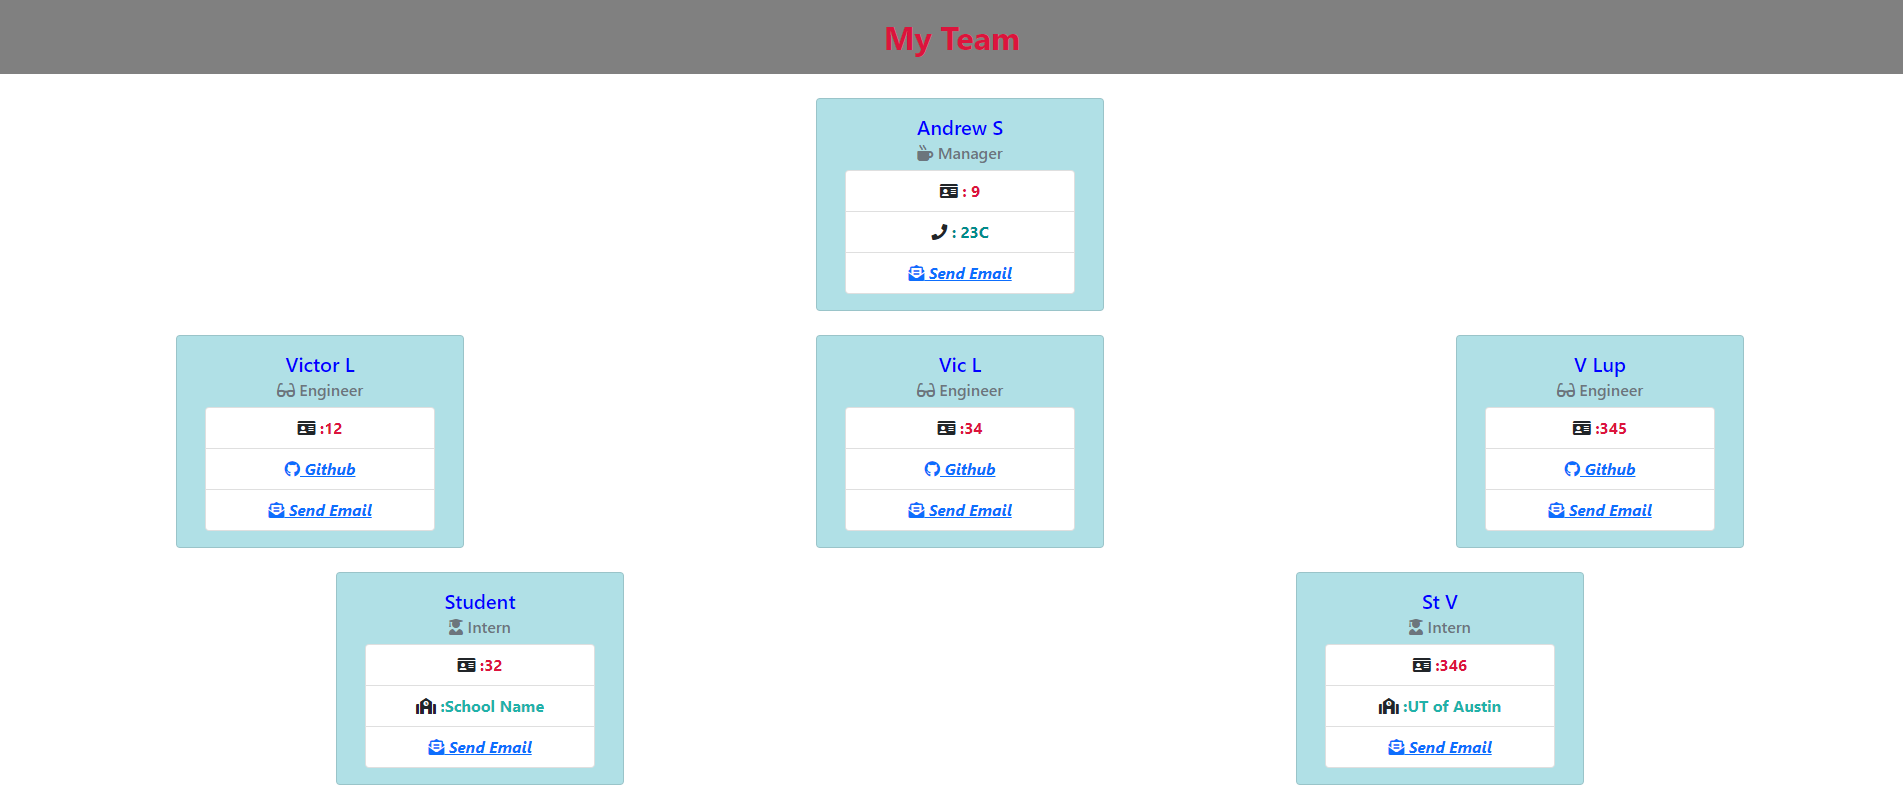 My Team
Andrew S
Manager
: 9
: 23C
Send Email
Victor L
Engineer
:12
Github
Send Email
Vic L
Engineer
:34
Github
Send Email
V Lup
Engineer
:345
Github
Send Email
Student
Intern
:32
:School Name
Send Email
St V
Intern
:346
:UT of Austin
Send Email